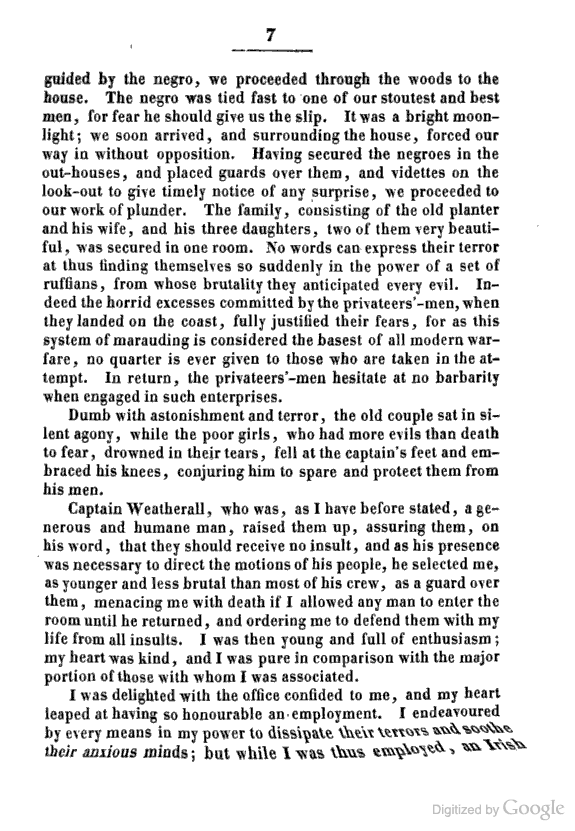 7
guided by the negro, we proceeded through the woods to the
house. The negro was tied fast to one of our stoutest and best
men, for fear he should give us the slip. It was a bright moon-
light; we soon arrived, and surrounding the house, forced our
way in without opposition. Having secured the negroes in the
out-houses, and placed guards over them, and videttes on the
look-out to give timely notice of any surprise, we proceeded to
our work of plunder. The family, consisting of the old planter
and his wife, and his three daughters, two of them very beauti-
ful, was secured in one room. No words can express their terror
at thus finding themselves so suddenly in the power of a set of
ruffians, from whose brutality they anticipated every evil. In-
deed the horrid excesses committed by the privateers'-men, when
they landed on the coast, fully justified their fears, for as this
system of marauding is considered the basest of all modern war-
fare, no quarter is ever given to those who are taken in the at-
tempt. In return, the privateers'-men hesitate at no barbarity
when engaged in such enterprises.
Dumb with astonishment and terror, the old couple sat in si-
lent agony, while the poor girls, who had more evils than death
to fear, drowned in their tears, fell at the captain's feet and em-
braced his knees, conjuring him to spare and protect them from
his men.
Captain Weatherall, who was, as I have before stated, a ge-
nerous and humane man, raised them up, assuring them, on
his word, that they should receive no insult, and as his presence
was necessary to direct the motions of his people, he selected me,
as younger and less brutal than most of his crew, as a guard over
them, menacing me with death if I allowed any man to enter the
room until he returned, and ordering me to defend them with my
life from all insults. I was then young and full of enthusiasm;
my heart was kind, and I was pure in comparison with the major
portion of those with whom I was associated.
I was delighted with the office confided to me, and my heart
leaped at having so honourable an employment. I endeavoured
by every means in my power to dissipate their terrors and soothe
their anxious minds; but while I was thus employed, an Irish
Digitized by Google